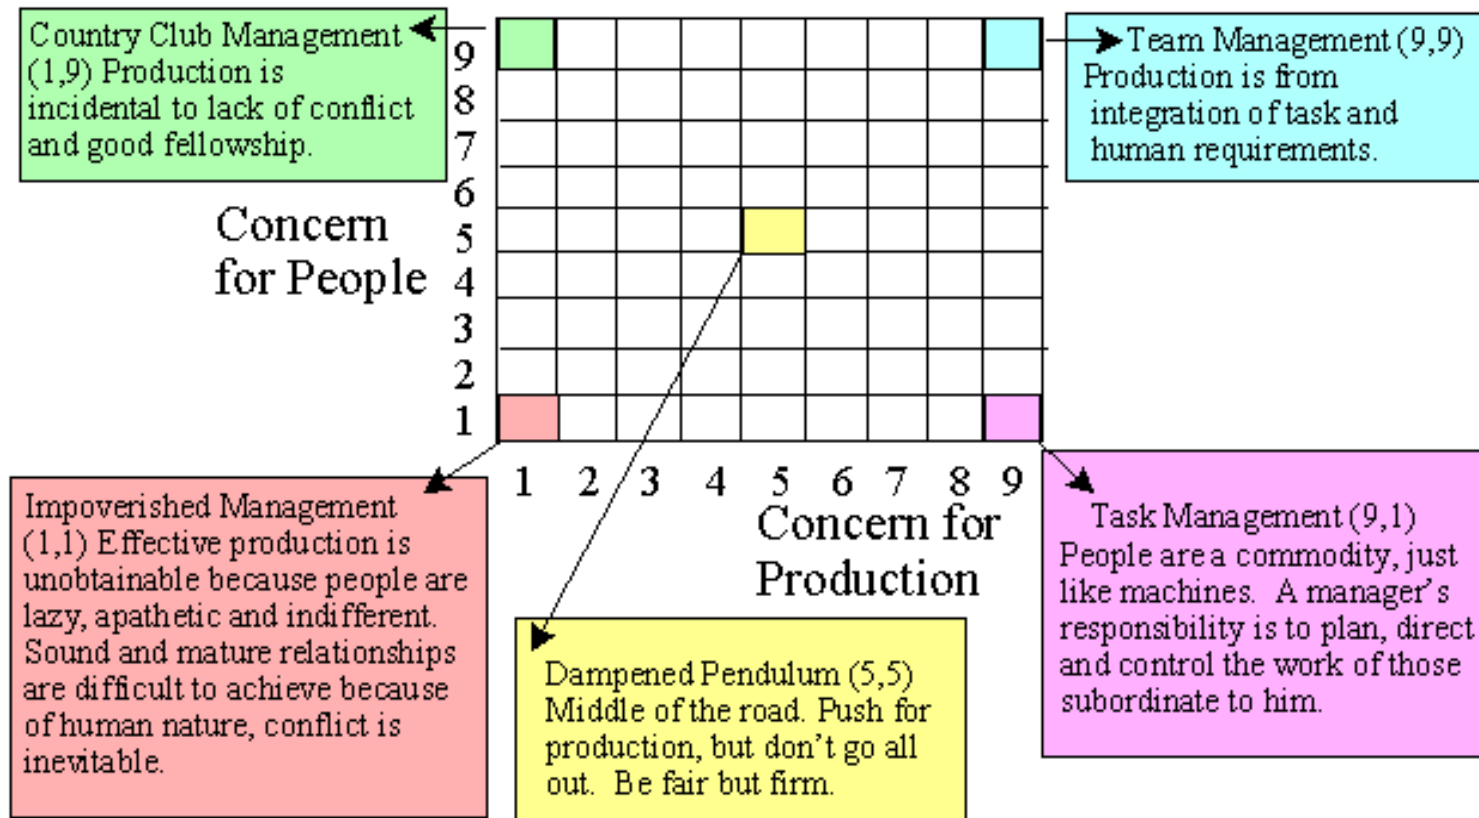 Country Club Management
(1,9) Production is
incidental to lack of conflict
and good fellowship.
Team Management (9,9)
Production is from
integration of task and
human requirements.
Concern
for People
9
8
7
6
5
4
3
2
1
1 2 3 4 5 6 7 8 9
Concern for
Production
Impoverished Management
(1,1) Effective production is
unobtainable because people are
lazy, apathetic and indifferent.
Sound and mature relationships
are difficult to achieve because
of human nature, conflict is
inevitable.
Dampened Pendulum (5,5)
Middle of the road. Push for
production, but don't go all
out. Be fair but firm.
Task Management (9,1)
People are a commodity, just
like machines. A manager's
responsibility is to plan, direct
and control the work of those
subordinate to him.